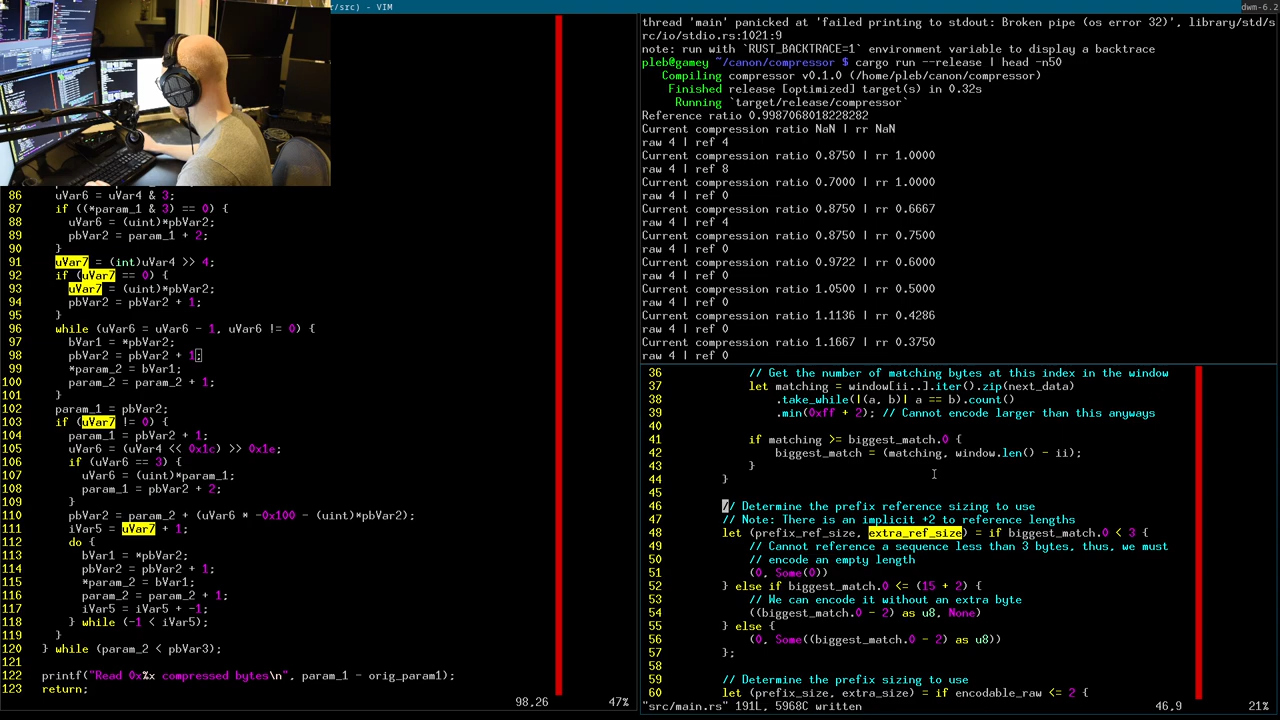 r/src) - VIM
dwm-6.2
86 uVar6 = uVar4 & 3;
87 if ((*param_1 & 3) == 0) {
88 uVar6 = (uint)*pbVar2;
89 pbVar2 = param_1 + 2;
90 }
91 uVar7 = (int)uVar4 >> 4;
92 if (uVar7 == 0) {
93 uVar7 = (uint)*pbVar2;
94 pbVar2 = pbVar2 + 1;
95 }
96 while (uVar6 = uVar6 - 1, uVar6 != 0) {
97 bVar1 = *pbVar2;
98 pbVar2 = pbVar2 + 1;
99 *param_2 = bVar1;
100 param_2 = param_2 + 1;
101 }
102 param_1 = pbVar2;
103 if (uVar7 != 0) {
104 param_1 = pbVar2 + 1;
105 uVar6 = (uVar4 << 0x1c) >> 0x1e;
106 if (uVar6 == 3) {
107 uVar6 = (uint)*param_1;
108 param_1 = pbVar2 + 2;
109 }
110 pbVar2 = param_2 + (uVar6 * -0x100 - (uint)*pbVar2);
111 iVar5 = uVar7 + 1;
112 do {
113 bVar1 = *pbVar2;
114 pbVar2 = pbVar2 + 1;
115 *param_2 = bVar1;
116 param_2 = param_2 + 1;
117 iVar5 = iVar5 + -1;
118 } while (-1 < iVar5);
119 }
120 } while (param_2 < pbVar3);
121
122 printf("Read 0x%x compressed bytes\n", param_1 - orig_param1);
123 return;
98,26 47%
thread 'main' panicked at 'failed printing to stdout: Broken pipe (os error 32)', library/std/s
rc/io/stdio.rs:1021:9
note: run with `RUST_BACKTRACE=1` environment variable to display a backtrace
pleb@gamey ~/canon/compressor $ cargo run --release | head -n50
Compiling compressor v0.1.0 (/home/pleb/canon/compressor)
Finished release [optimized] target(s) in 0.32s
Running `target/release/compressor`
Reference ratio 0.9987068018228282
Current compression ratio NaN | rr NaN
raw 4 | ref 4
Current compression ratio 0.8750 | rr 1.0000
raw 4 | ref 8
Current compression ratio 0.7000 | rr 1.0000
raw 4 | ref 0
Current compression ratio 0.8750 | rr 0.6667
raw 4 | ref 4
Current compression ratio 0.8750 | rr 0.7500
raw 4 | ref 0
Current compression ratio 0.9722 | rr 0.6000
raw 4 | ref 0
Current compression ratio 1.0500 | rr 0.5000
raw 4 | ref 0
Current compression ratio 1.1136 | rr 0.4286
raw 4 | ref 0
Current compression ratio 1.1667 | rr 0.3750
raw 4 | ref 0
36 // Get the number of matching bytes at this index in the window
37 let matching = window[ii..].iter().zip(next_data)
38 .take_while(|(a, b)| a == b).count()
39 .min(0xff + 2); // Cannot encode larger than this anyways
40
41 if matching >= biggest_match.0 {
42 biggest_match = (matching, window.len() - ii);
43 }
44 }
45
46 // Determine the prefix reference sizing to use
47 // Note: There is an implicit +2 to reference lengths
48 let (prefix_ref_size, extra_ref_size) = if biggest_match.0 < 3 {
49 // Cannot reference a sequence less than 3 bytes, thus, we must
50 // encode an empty length
51 (0, Some(0))
52 } else if biggest_match.0 <= (15 + 2) {
53 // We can encode it without an extra byte
54 ((biggest_match.0 - 2) as u8, None)
55 } else {
56 (0, Some((biggest_match.0 - 2) as u8))
57 };
58
59 // Determine the prefix sizing to use
60 let (prefix_size, extra_size) = if encodable_raw <= 2 {
"src/main.rs" 191L, 5968C written 46,9 21%